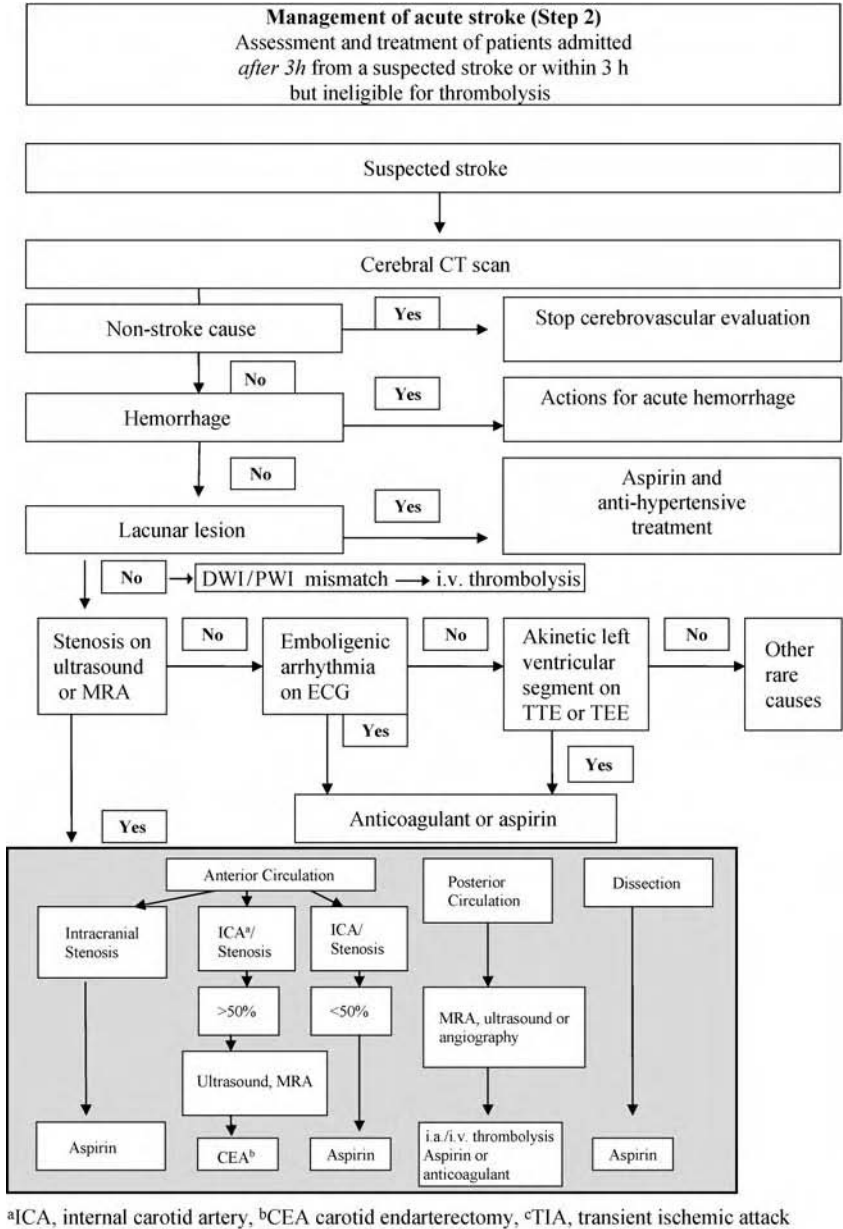 Management of acute stroke (Step 2)
Assessment and treatment of patients admitted
after 3h from a suspected stroke or within 3 h
but ineligible for thrombolysis
Suspected stroke
Cerebral CT scan
Non-stroke cause
Yes
Stop cerebrovascular evaluation
No
Hemorrhage
Yes
Actions for acute hemorrhage
No
Lacunar lesion
Yes
Aspirin and
anti-hypertensive
treatment
No
DWI/PWI mismatch
i.v. thrombolysis
Stenosis on
ultrasound
or MRA
No
Emboligenic
arrhythmia
on ECG
No
Akinetic left
ventricular
segment on
TTE or TEE
No
Other
rare
causes
Yes
Yes
Anticoagulant or aspirin
Yes
Anterior Circulation
Posterior
Circulation
Dissection
Intracranial
Stenosis
ICAᵃ/
Stenosis
ICA/
Stenosis
>50%
<50%
MRA, ultrasound or
angiography
Ultrasound, MRA
Aspirin
CEAᵇ
Aspirin
i.a./i.v. thrombolysis
Aspirin or
anticoagulant
Aspirin
ᵃICA, internal carotid artery, ᵇCEA carotid endarterectomy, ᶜTIA, transient ischemic attack